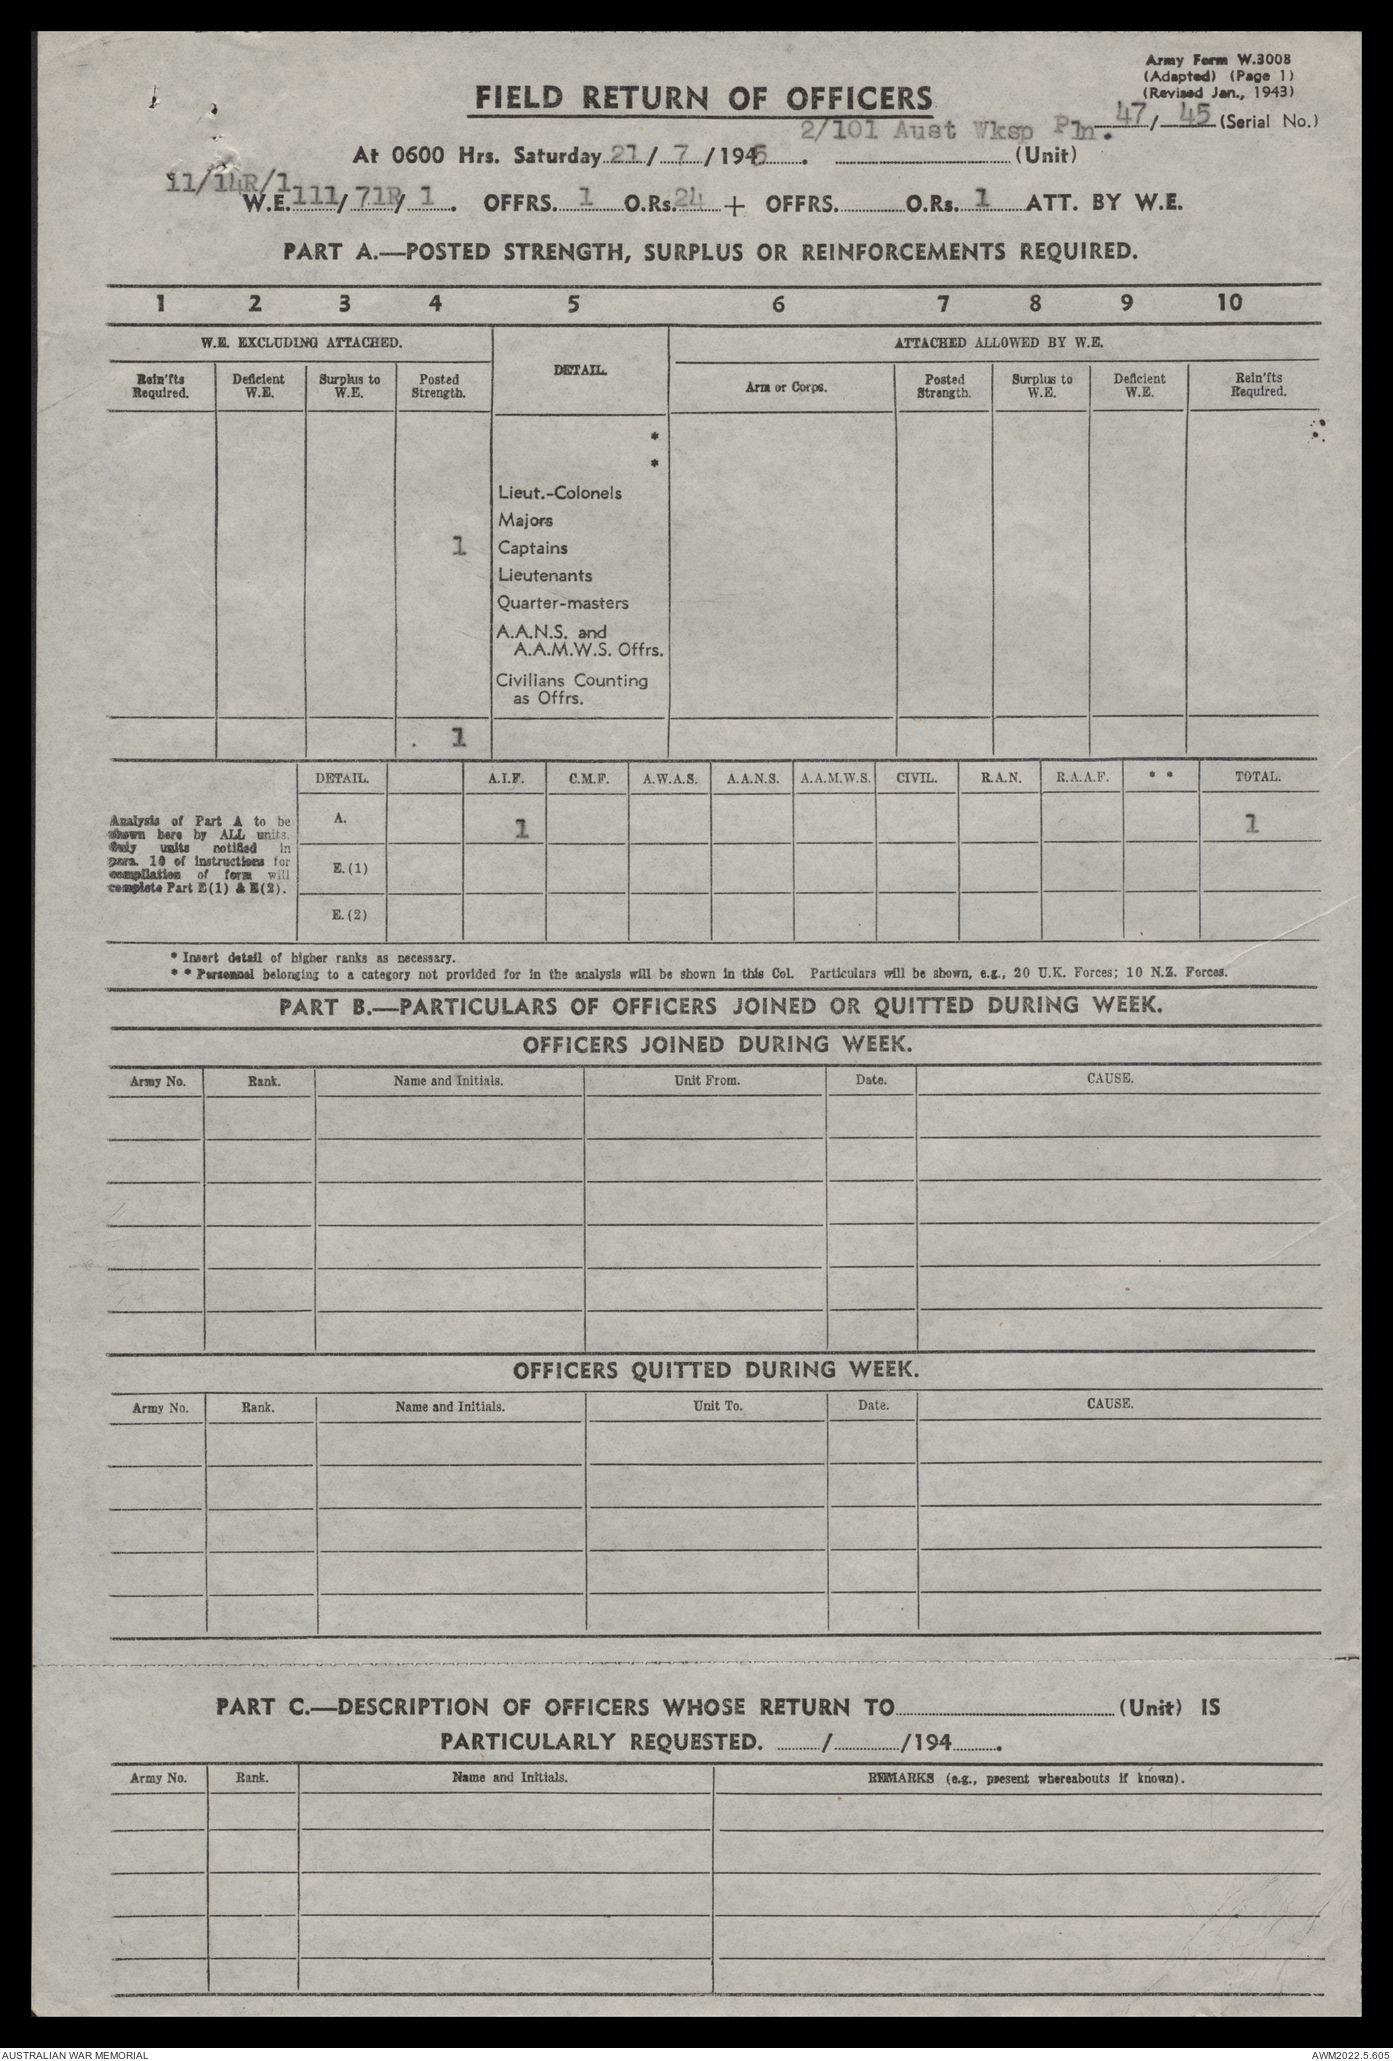 Army Form W.3008
(Adapted) (Page 1)
(Revised Jan., 1943)
FIELD RETURN OF OFFICERS
47/ 45 (Serial No.)
2/101 Aust Wksp Pln.
At 0600 Hrs. Saturday 21/ 7 /1945. (Unit)
11/14R/1
W.E. 111/ 71R/ 1 . OFFRS. 1 O.Rs. 24 + OFFRS. O.Rs. 1 ATT. BY W.E.
PART A.—POSTED STRENGTH, SURPLUS OR REINFORCEMENTS REQUIRED.
1 2 3 4 5 6 7 8 9 10
W.E. EXCLUDING ATTACHED. DETAIL. ATTACHED ALLOWED BY W.E.
Rein'fts Required. Deficient W.E. Surplus to W.E. Posted Strength. Arm or Corps. Posted Strength. Surplus to W.E. Deficient W.E. Rein'fts Required.
*
*
Lieut.-Colonels
Majors
1 Captains
Lieutenants
Quarter-masters
A.A.N.S. and
A.A.M.W.S. Offrs.
Civilians Counting
as Offrs.
1
DETAIL. A.I.F. C.M.F. A.W.A.S. A.A.N.S. A.A.M.W.S. CIVIL. R.A.N. R.A.A.F. * * TOTAL.
Analysis of Part A to be
shown here by ALL units.
Only units notified in
para. 10 of instructions for
compilation of form will
complete Part E(1) & E(2).
A. 1 1
E.(1)
E.(2)
* Insert detail of higher ranks as necessary.
* * Personnel belonging to a category not provided for in the analysis will be shown in this Col. Particulars will be shown, e.g., 20 U.K. Forces; 10 N.Z. Forces.
PART B.—PARTICULARS OF OFFICERS JOINED OR QUITTED DURING WEEK.
OFFICERS JOINED DURING WEEK.
Army No. Rank. Name and Initials. Unit From. Date. CAUSE.
OFFICERS QUITTED DURING WEEK.
Army No. Rank. Name and Initials. Unit To. Date. CAUSE.
PART C.—DESCRIPTION OF OFFICERS WHOSE RETURN TO (Unit) IS
PARTICULARLY REQUESTED. / /194 .
Army No. Rank. Name and Initials. REMARKS (e.g., present whereabouts if known).
AUSTRALIAN WAR MEMORIAL AWM2022.5.605